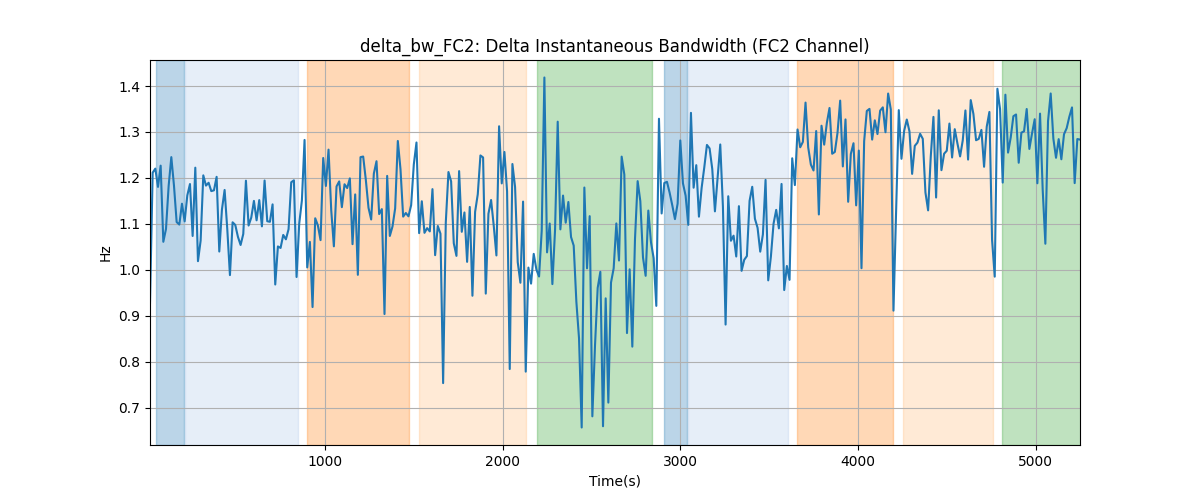 delta_bw_FC2: Delta Instantaneous Bandwidth (FC2 Channel)
Hz
1.4
1.3
1.2
1.1
1.0
0.9
0.8
0.7
1000 2000 3000 4000 5000
Time(s)